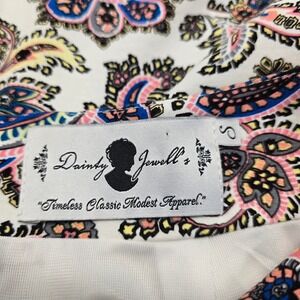 Dainty Jewell's
"Timeless Classic Modest Apparel."
S